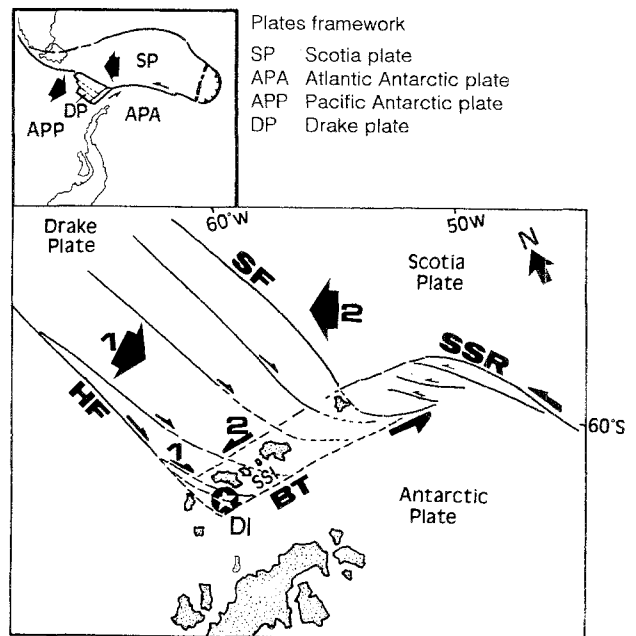 Plates framework
SP Scotia plate
APA Atlantic Antarctic plate
APP Pacific Antarctic plate
DP Drake plate
SP
DP
APP
APA
60°W
50W
Drake
Plate
SF
Scotia
Plate
N
2
1
SSR
HF
2
1
60°S
SSI
BT
DI
Antarctic
Plate